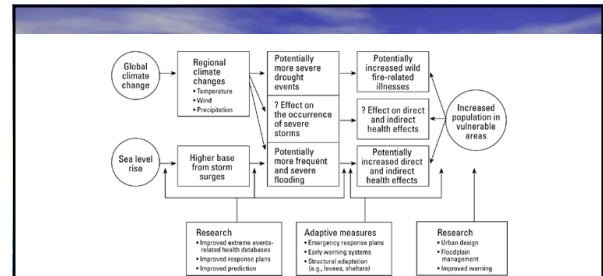 Global
climate
change
Regional
climate
changes
• Temperature
• Wind
• Precipitation
Potentially
more severe
drought
events
Potentially
increased wild
fire-related
illnesses
? Effect on
the occurrence
of severe
storms
? Effect on direct
and indirect
health effects
Increased
population in
vulnerable
areas
Sea level
rise
Higher base
from storm
surges
Potentially
more frequent
and severe
flooding
Potentially
increased direct
and indirect
health effects
Research
• Improved extreme events-
related health databases
• Improved response plans
• Improved prediction
Adaptive measures
• Emergency response plans
• Early warning systems
• Structural adaptation
(e.g., levees, shelters)
Research
• Urban design
• Floodplain
management
• Improved warning